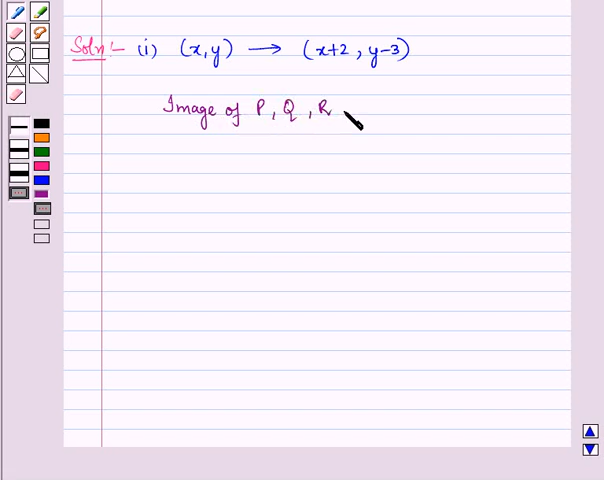 Soln:- (i) (x,y) ⟶ (x+2, y-3)
Image of P, Q, R